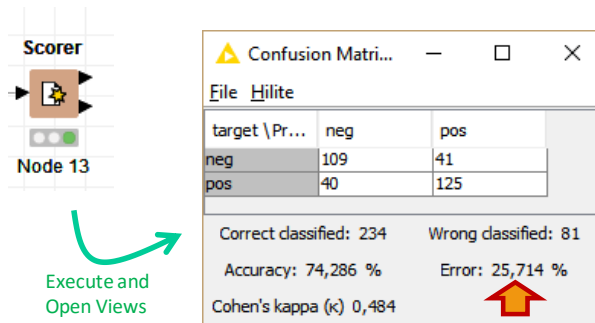 Scorer
Node 13
Execute and
Open Views
Confusion Matri...
File Hilite
target \ Pr... neg pos
neg 109 41
pos 40 125
Correct classified: 234 Wrong classified: 81
Accuracy: 74,286 % Error: 25,714 %
Cohen's kappa (κ) 0,484